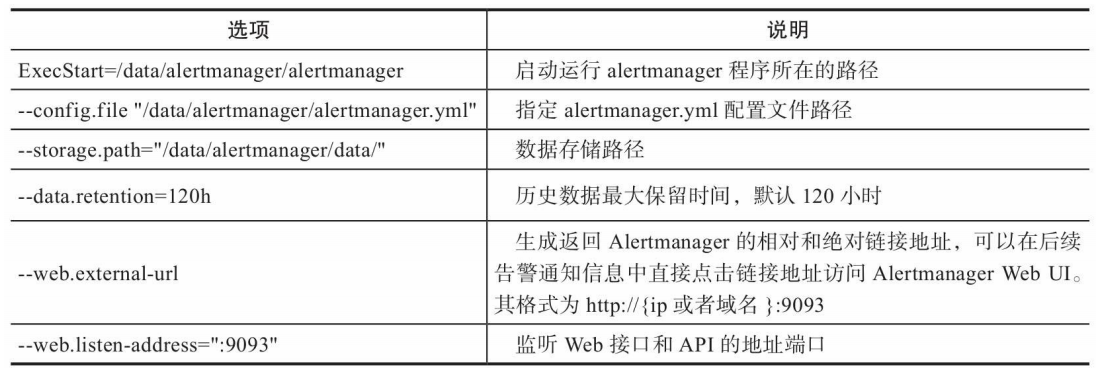 选项 说明
ExecStart=/data/alertmanager/alertmanager 启动运行 alertmanager 程序所在的路径
--config.file "/data/alertmanager/alertmanager.yml" 指定 alertmanager.yml 配置文件路径
--storage.path="/data/alertmanager/data/" 数据存储路径
--data.retention=120h 历史数据最大保留时间，默认 120 小时
--web.external-url
生成返回 Alertmanager 的相对和绝对链接地址，可以在后续
告警通知信息中直接点击链接地址访问 Alertmanager Web UI。
其格式为 http://{ip 或者域名 }:9093
--web.listen-address=":9093" 监听 Web 接口和 API 的地址端口